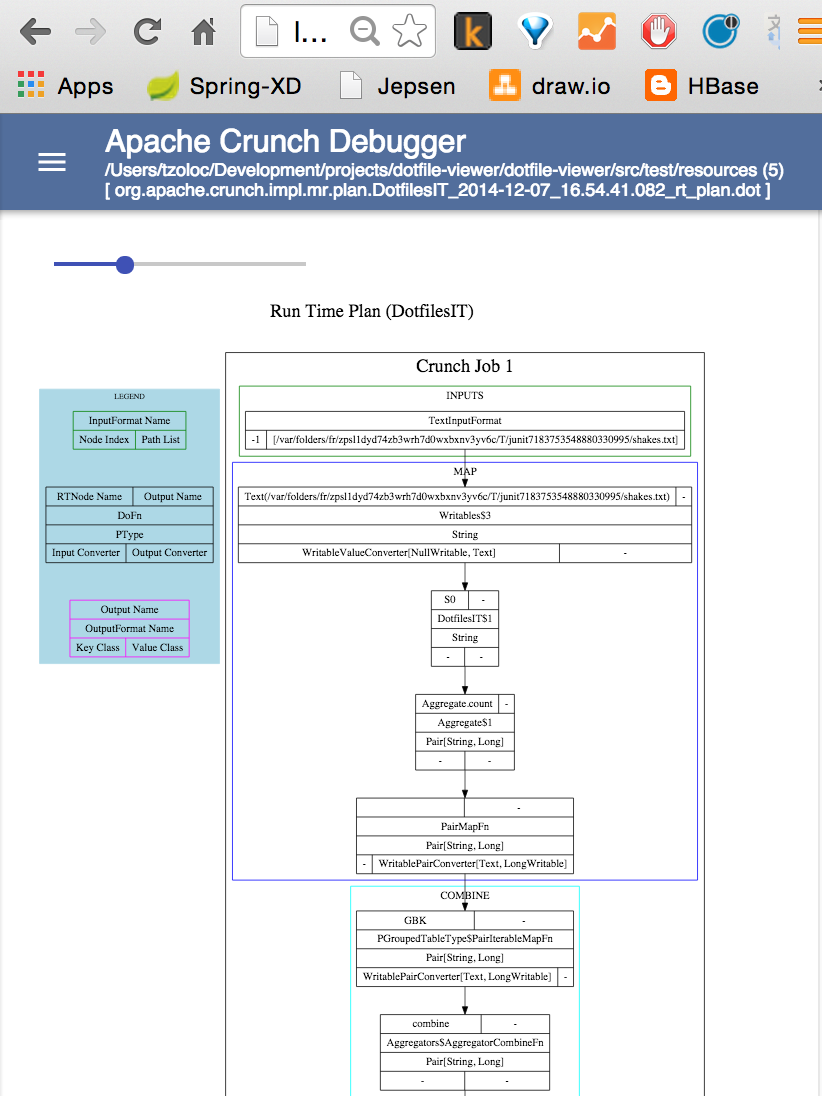 l...
k
Apps
Spring-XD
Jepsen
draw.io
HBase
Apache Crunch Debugger
/Users/tzoloc/Development/projects/dotfile-viewer/dotfile-viewer/src/test/resources (5)
[ org.apache.crunch.impl.mr.plan.DotfilesIT_2014-12-07_16.54.41.082_rt_plan.dot ]
Run Time Plan (DotfilesIT)
LEGEND
InputFormat Name
Node Index Path List
RTNode Name Output Name
DoFn
PType
Input Converter Output Converter
Output Name
OutputFormat Name
Key Class Value Class
Crunch Job 1
INPUTS
TextInputFormat
-1 [/var/folders/fr/zpsl1dyd74zb3wrh7d0wxbxnv3yv6c/T/junit7183753548880330995/shakes.txt]
MAP
Text(/var/folders/fr/zpsl1dyd74zb3wrh7d0wxbxnv3yv6c/T/junit7183753548880330995/shakes.txt) -
Writables$3
String
WritableValueConverter[NullWritable, Text] -
S0 -
DotfilesIT$1
String
- -
Aggregate.count -
Aggregate$1
Pair[String, Long]
- -
-
PairMapFn
Pair[String, Long]
- WritablePairConverter[Text, LongWritable]
COMBINE
GBK -
PGroupedTableType$PairIterableMapFn
Pair[String, Long]
WritablePairConverter[Text, LongWritable] -
combine -
Aggregators$AggregatorCombineFn
Pair[String, Long]
- -